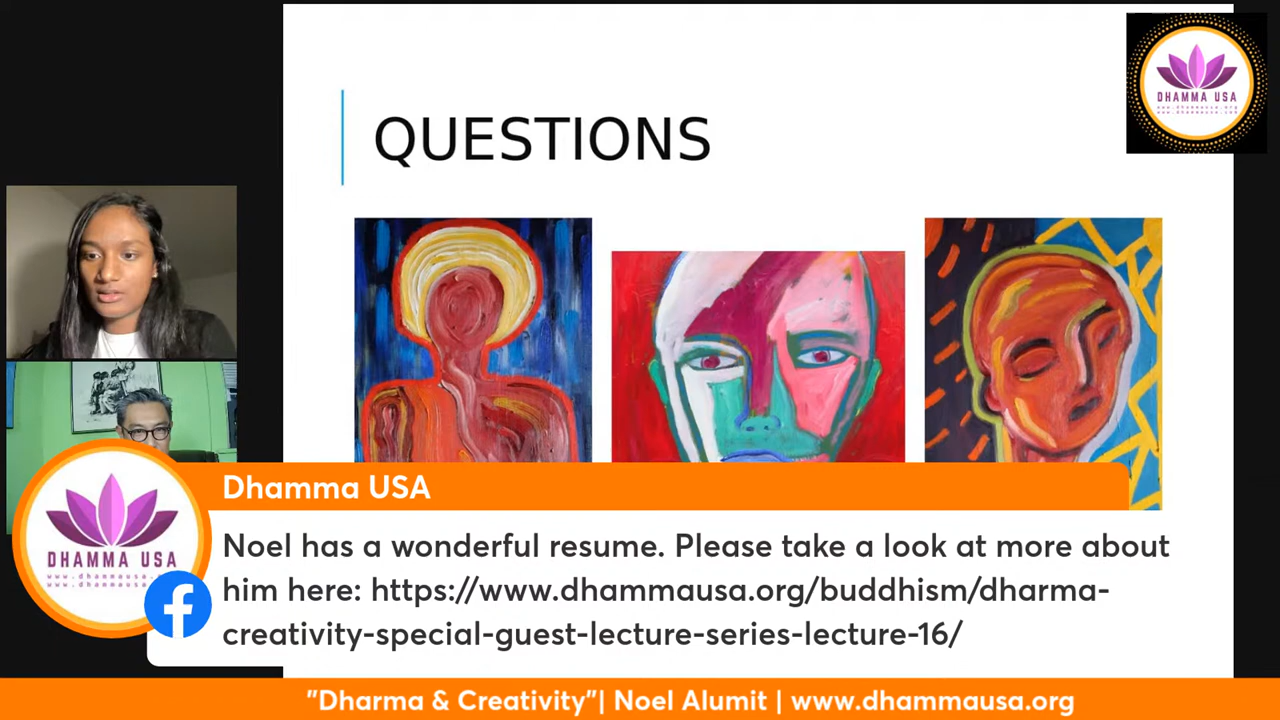 DHAMMA USA
QUESTIONS
Dhamma USA
DHAMMA USA
Noel has a wonderful resume. Please take a look at more about
him here: https://www.dhammausa.org/buddhism/dharma-
creativity-special-guest-lecture-series-lecture-16/
"Dharma & Creativity"| Noel Alumit | www.dhammausa.org